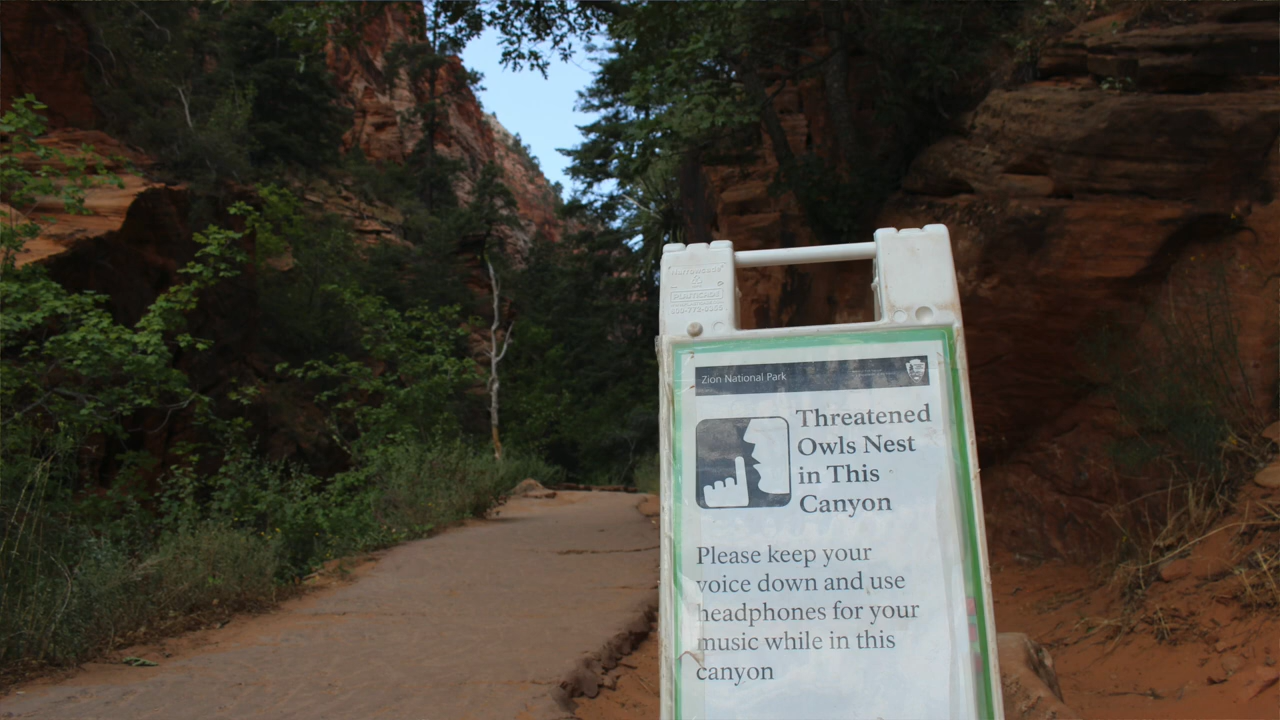 Zion National Park
Threatened
Owls Nest
in This
Canyon
Please keep your
voice down and use
headphones for your
music while in this
canyon